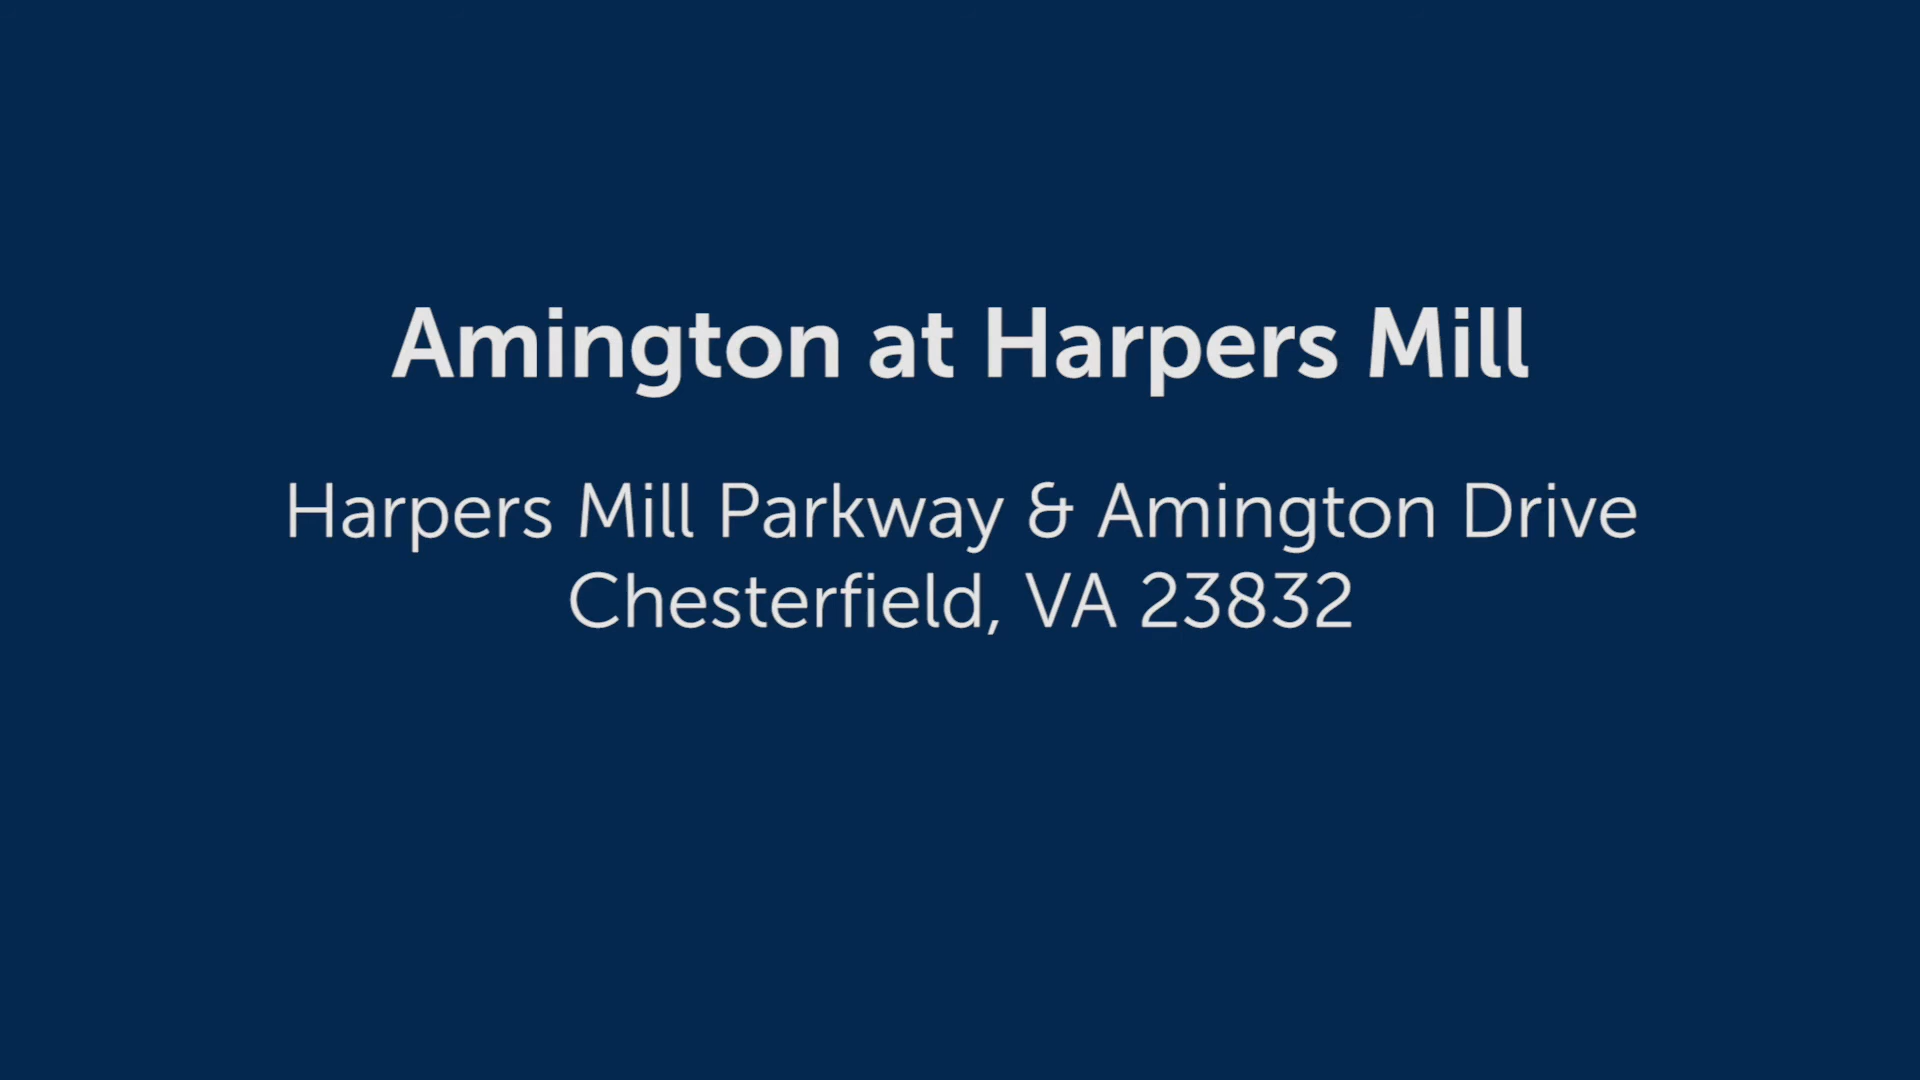 Amington at Harpers Mill
Harpers Mill Parkway & Amington Drive
Chesterfield, VA 23832